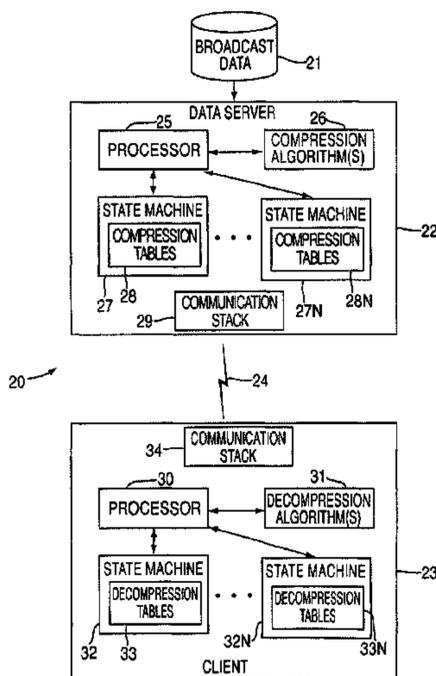 BROADCAST
DATA
21
DATA SERVER
25
26
PROCESSOR
COMPRESSION
ALGORITHM(S)
STATE MACHINE
COMPRESSION
TABLES
STATE MACHINE
COMPRESSION
TABLES
22
27
28
27N
28N
29
COMMUNICATION
STACK
20
24
COMMUNICATION
STACK
34
30
31
PROCESSOR
DECOMPRESSION
ALGORITHM(S)
STATE MACHINE
DECOMPRESSION
TABLES
STATE MACHINE
DECOMPRESSION
TABLES
23
32
33
32N
33N
CLIENT